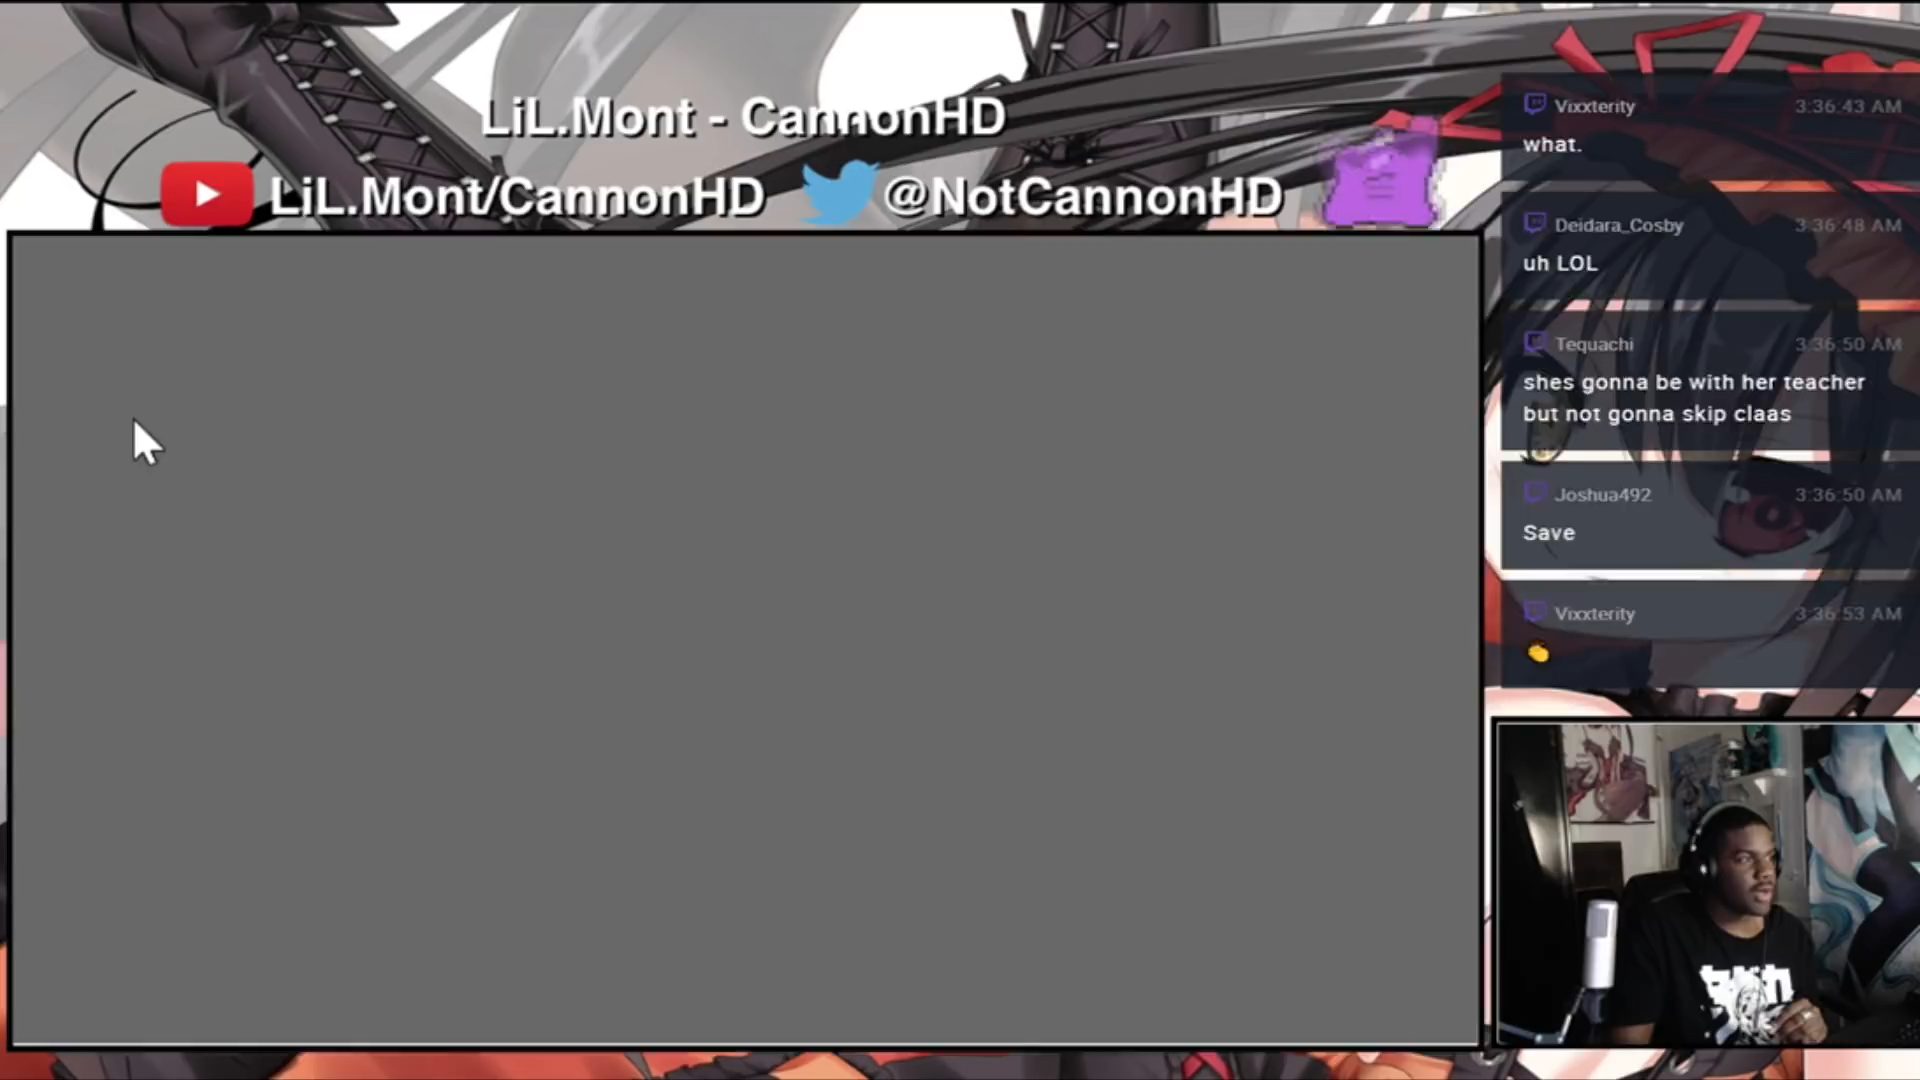 LiL.Mont - CannonHD
LiL.Mont/CannonHD @NotCannonHD
Vixxterity 3:36:43 AM
what.
Deidara_Cosby 3:36:48 AM
uh LOL
Tequachi 3:36:50 AM
shes gonna be with her teacher
but not gonna skip claas
Joshua492 3:36:50 AM
Save
Vixxterity 3:36:53 AM